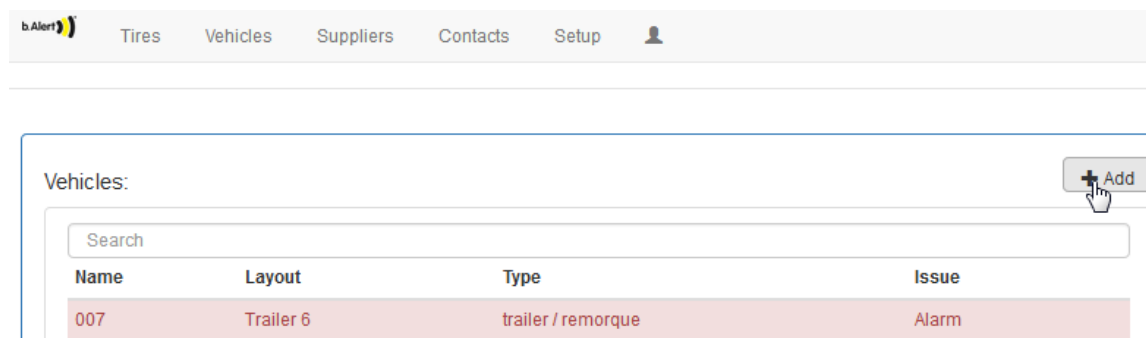 b.Alert Tires Vehicles Suppliers Contacts Setup
Vehicles: Add
Search
Name Layout Type Issue
007 Trailer 6 trailer / remorque Alarm